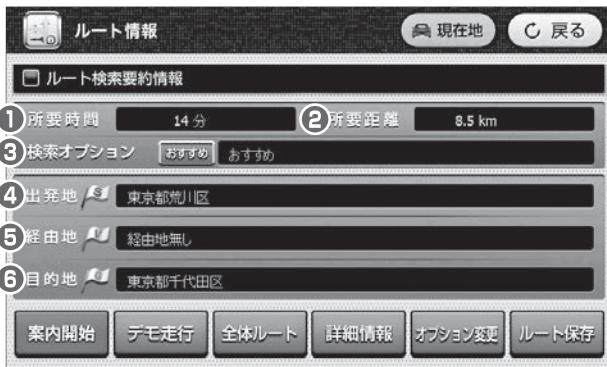 ルート情報 現在地 戻る
ルート検索要約情報
1 所要時間 14 分 2 所要距離 8.5 km
3 検索オプション おすすめ おすすめ
4 出発地 S 東京都荒川区
5 経由地 経由地無し
6 目的地 東京都千代田区
案内開始 デモ走行 全体ルート 詳細情報 オプション変更 ルート保存